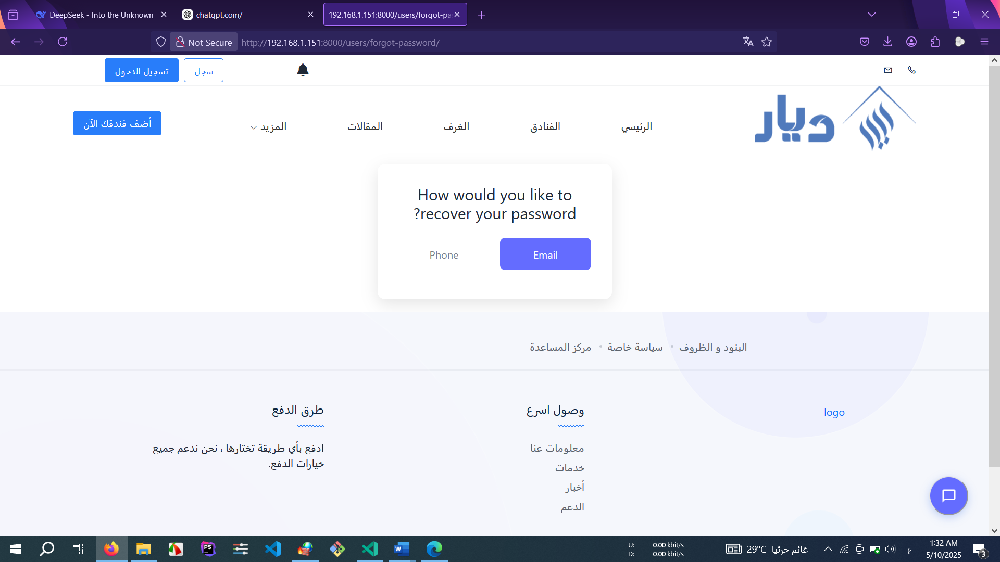 DeepSeek - Into the Unknown
chatgpt.com/
192.168.1.151:8000/users/forgot-pa
Not Secure
http://192.168.1.151:8000/users/forgot-password/
سجل
تسجيل الدخول
ديار
الرئيسي
الفنادق
الغرف
المقالات
المزيد
أضف فندقك الآن
How would you like to
recover your password?
Email
Phone
البنود و الظروف
سياسة خاصة
مركز المساعدة
logo
وصول اسرع
معلومات عنا
خدمات
أخبار
الدعم
طرق الدفع
ادفع بأي طريقة تختارها ، نحن ندعم جميع
خيارات الدفع.
PS
W
U: 0.00 kbit/s
D: 0.00 kbit/s
29°C غائم جزئيًا
ع
1:32 AM
5/10/2025
3